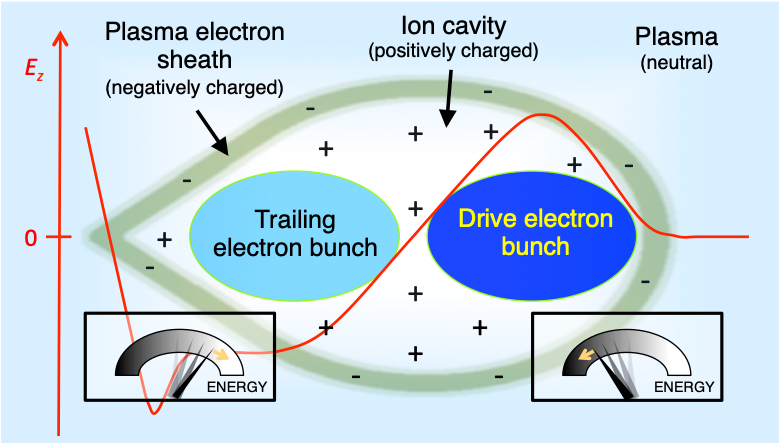 Plasma electron
sheath
(negatively charged)
Ion cavity
(positively charged)
Plasma
(neutral)
Ez
0
Trailing
electron bunch
Drive electron
bunch
ENERGY
ENERGY